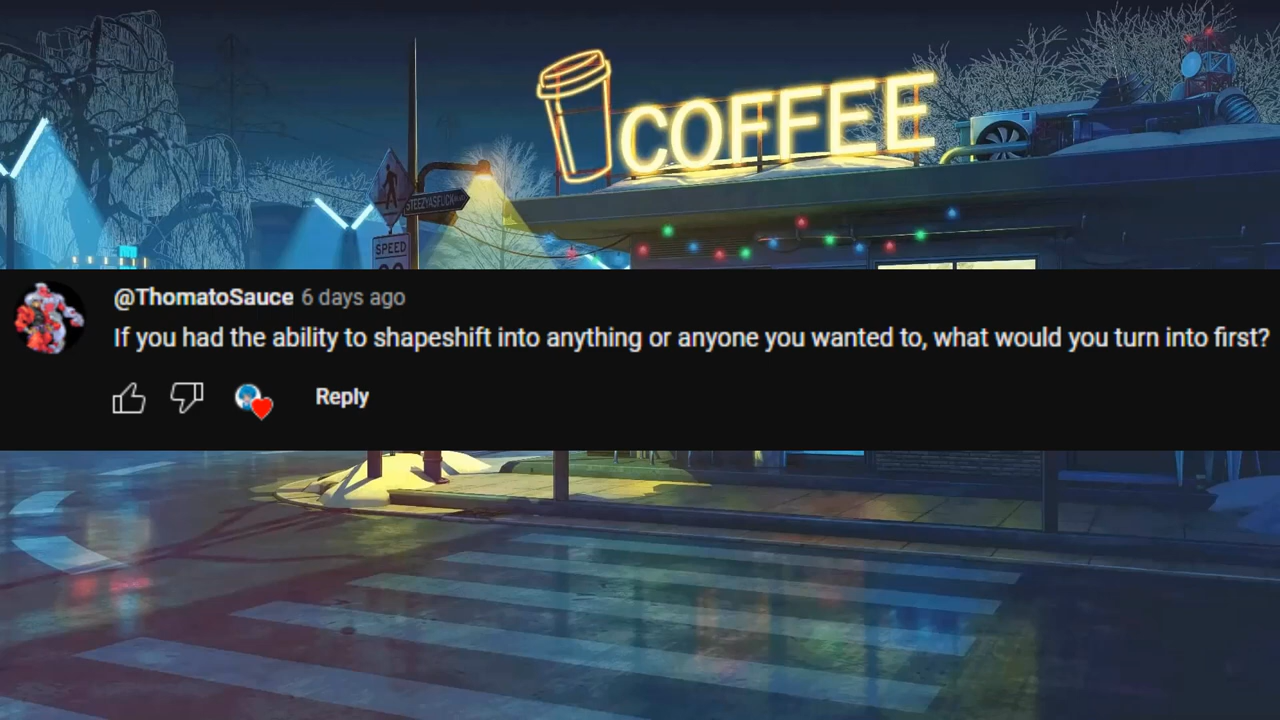 COFFEE
STEEZYASFUCK
SPEED
@ThomatoSauce 6 days ago
If you had the ability to shapeshift into anything or anyone you wanted to, what would you turn into first?
Reply